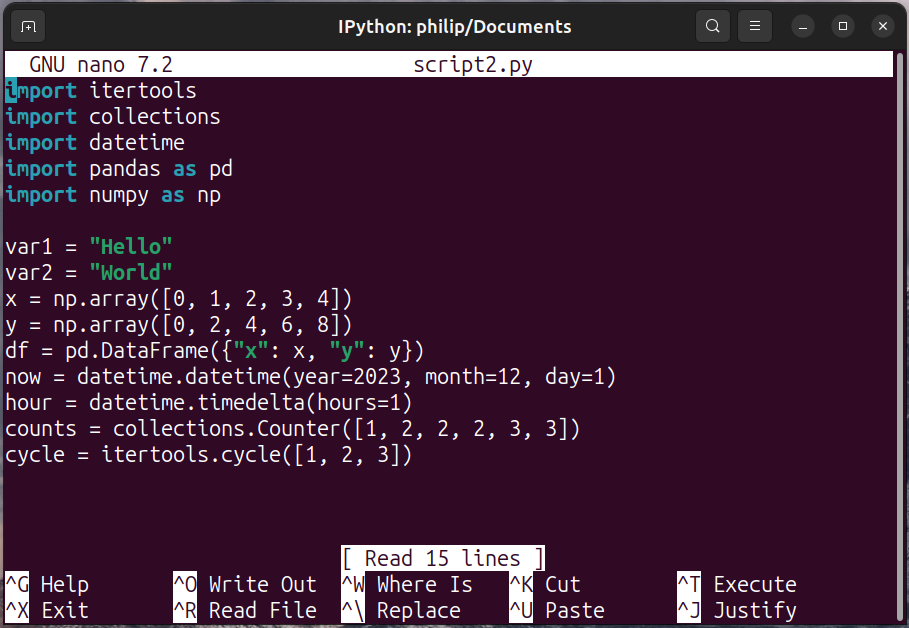 IPython: philip/Documents
GNU nano 7.2 script2.py
import itertools
import collections
import datetime
import pandas as pd
import numpy as np
var1 = "Hello"
var2 = "World"
x = np.array([0, 1, 2, 3, 4])
y = np.array([0, 2, 4, 6, 8])
df = pd.DataFrame({"x": x, "y": y})
now = datetime.datetime(year=2023, month=12, day=1)
hour = datetime.timedelta(hours=1)
counts = collections.Counter([1, 2, 2, 2, 3, 3])
cycle = itertools.cycle([1, 2, 3])
[ Read 15 lines ]
^G Help ^O Write Out ^W Where Is ^K Cut ^T Execute
^X Exit ^R Read File ^\ Replace ^U Paste ^J Justify